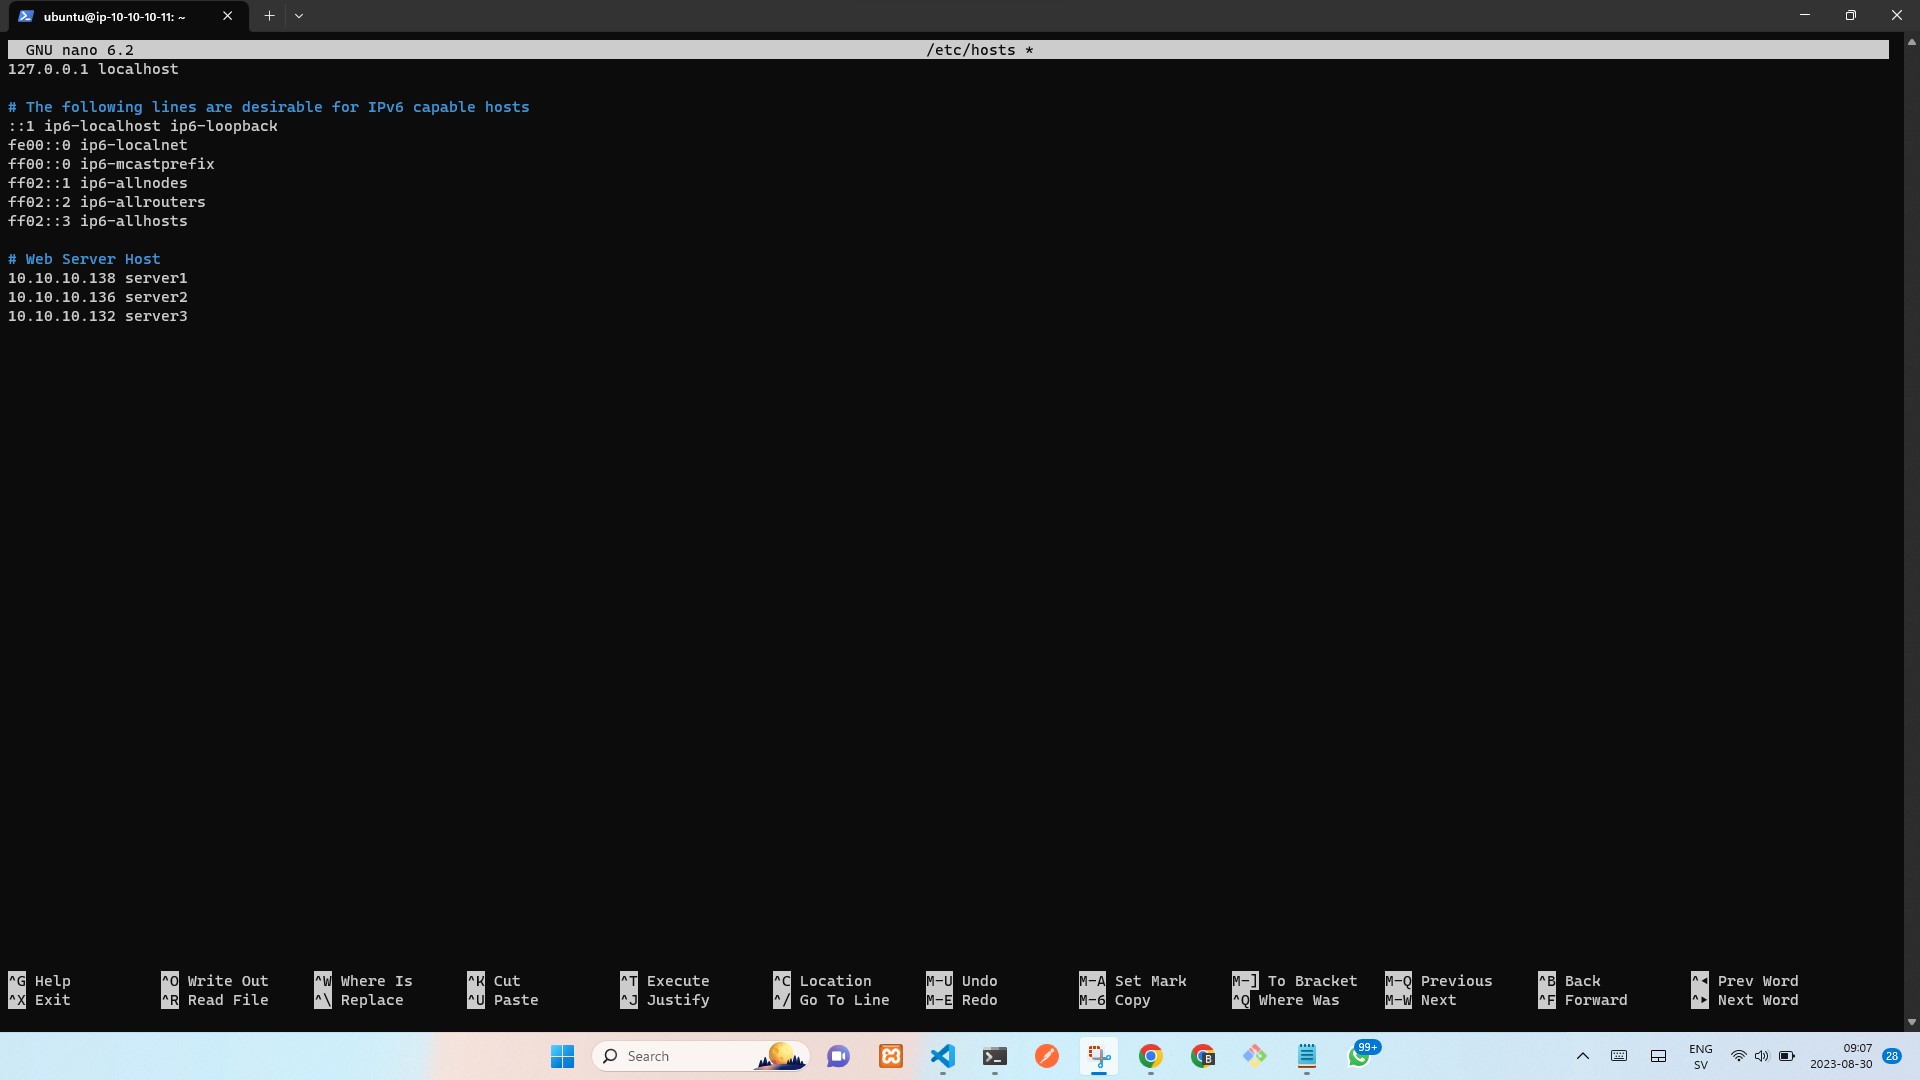 ubuntu@ip-10-10-10-11: ~
GNU nano 6.2 /etc/hosts *
127.0.0.1 localhost
# The following lines are desirable for IPv6 capable hosts
::1 ip6-localhost ip6-loopback
fe00::0 ip6-localnet
ff00::0 ip6-mcastprefix
ff02::1 ip6-allnodes
ff02::2 ip6-allrouters
ff02::3 ip6-allhosts
# Web Server Host
10.10.10.138 server1
10.10.10.136 server2
10.10.10.132 server3
^G Help ^O Write Out ^W Where Is ^K Cut ^T Execute ^C Location M-U Undo M-A Set Mark M-] To Bracket M-Q Previous ^B Back ^◂ Prev Word
^X Exit ^R Read File ^\ Replace ^U Paste ^J Justify ^/ Go To Line M-E Redo M-6 Copy ^Q Where Was M-W Next ^F Forward ^▸ Next Word
Search B 99+ ENG 09:07
SV 2023-08-30 28